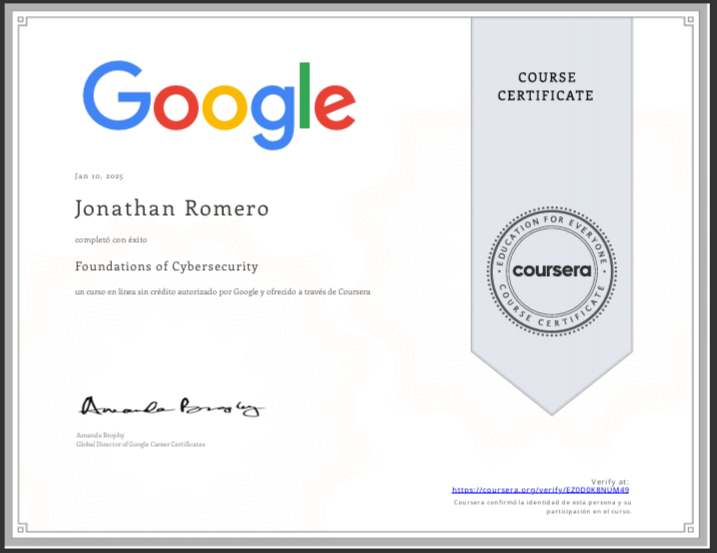 Google
COURSE
CERTIFICATE
Jan 10, 2025
Jonathan Romero
completó con éxito
Foundations of Cybersecurity
un curso en línea sin crédito autorizado por Google y ofrecido a través de Coursera
EDUCATION FOR EVERYONE
coursera
COURSE CERTIFICATE
Amanda Brophy
Amanda Brophy
Global Director of Google Career Certificates
Verify at:
https://coursera.org/verify/EZ0D0K8NUM49
Coursera confirmó la identidad de esta persona y su
participación en el curso.